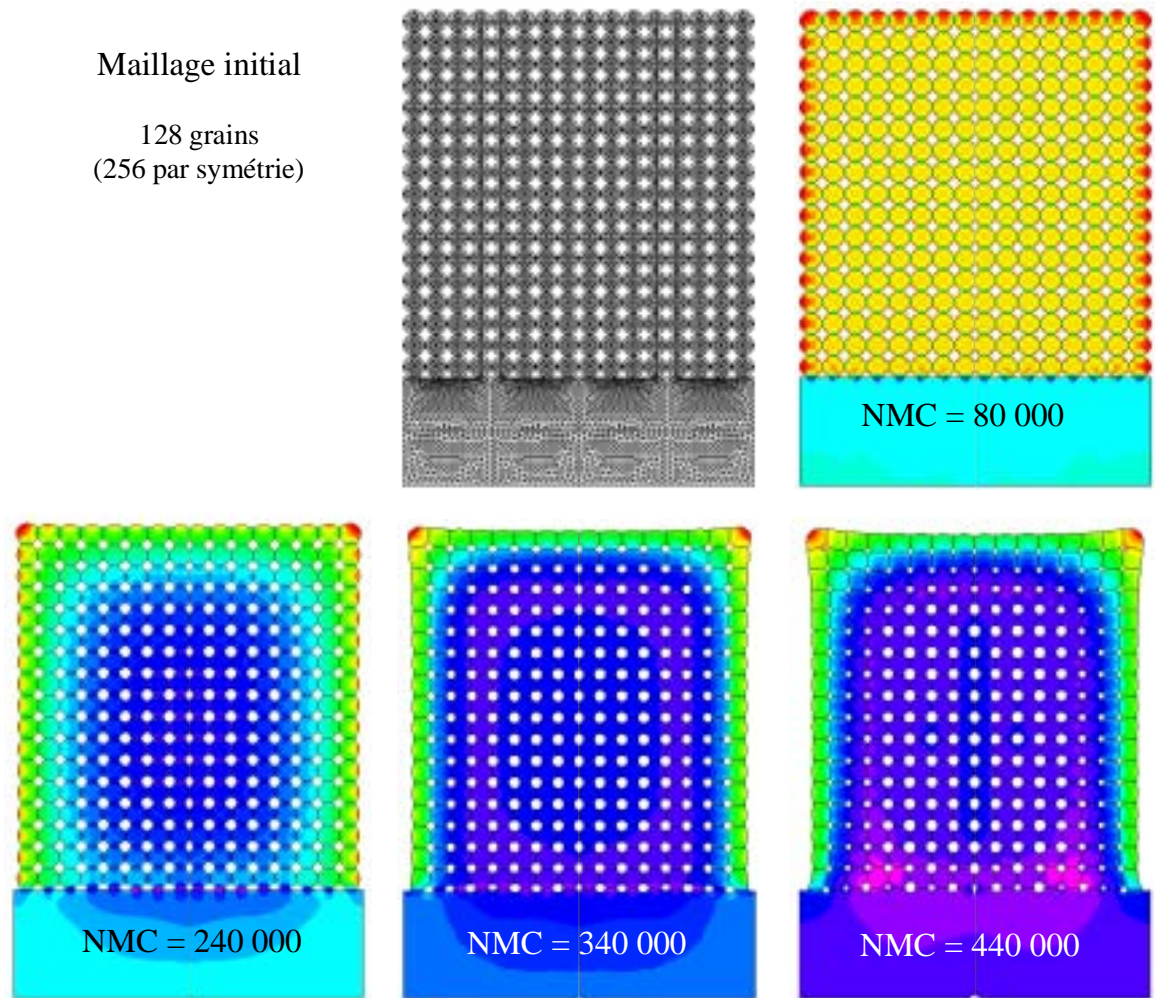 Maillage initial
128 grains
(256 par symétrie)
NMC = 80 000
NMC = 240 000
NMC = 340 000
NMC = 440 000